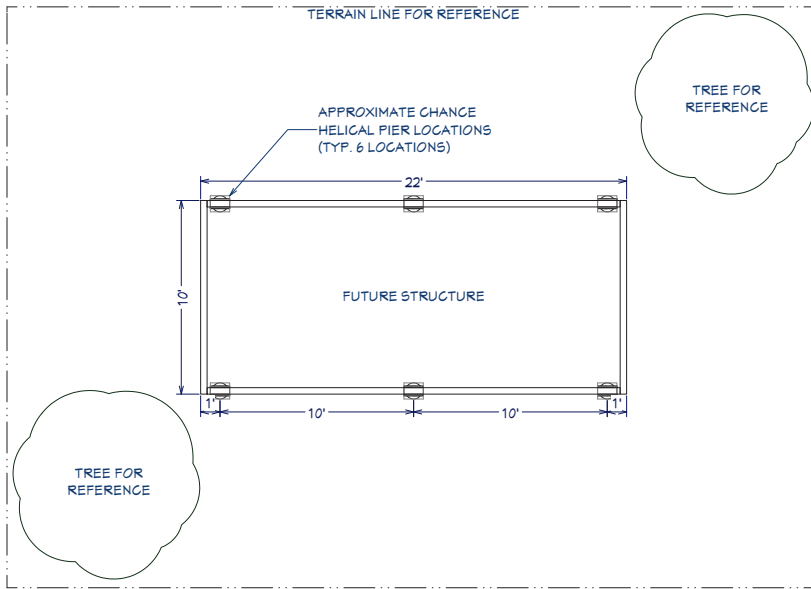 TERRAIN LINE FOR REFERENCE
TREE FOR
REFERENCE
APPROXIMATE CHANCE
HELICAL PIER LOCATIONS
(TYP. 6 LOCATIONS)
22'
10'
FUTURE STRUCTURE
1'
10'
10'
1'
TREE FOR
REFERENCE